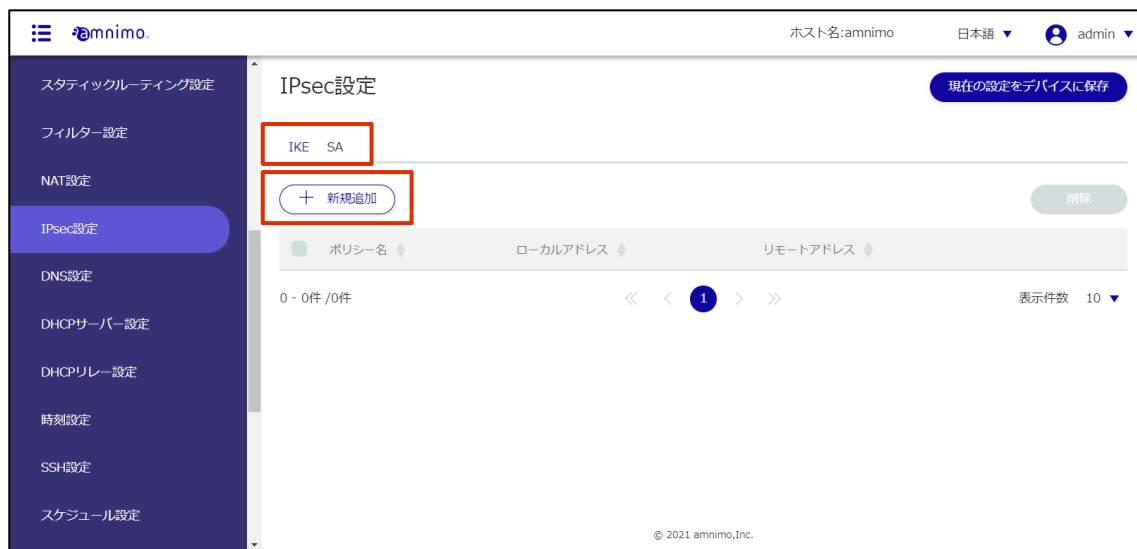 amnimo.
ホスト名:amnimo
日本語 ▼
admin ▼
スタティックルーティング設定
フィルター設定
NAT設定
IPsec設定
DNS設定
DHCPサーバー設定
DHCPリレー設定
時刻設定
SSH設定
スケジュール設定
IPsec設定
現在の設定をデバイスに保存
IKE SA
+ 新規追加
削除
ポリシー名 ローカルアドレス リモートアドレス
0 - 0件 /0件
1
表示件数 10 ▼
© 2021 amnimo,Inc.